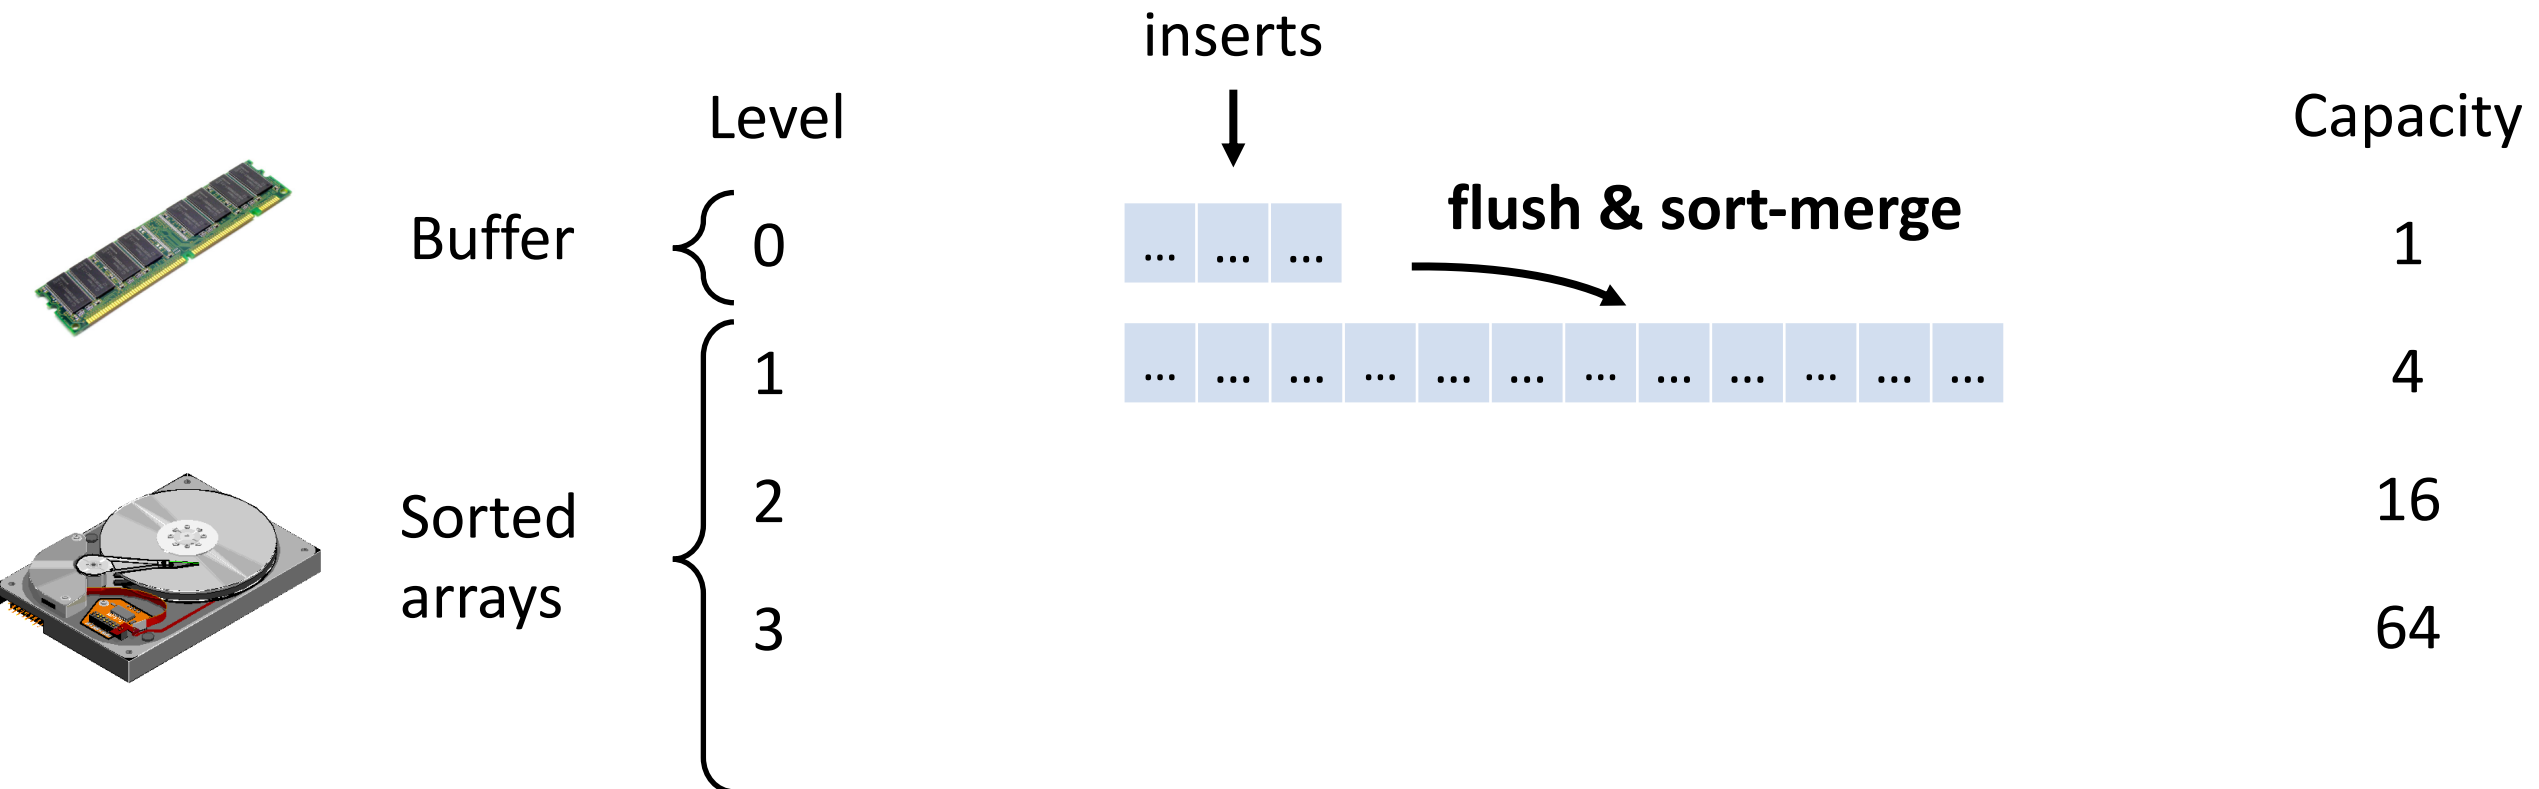 inserts
Level
Capacity
Buffer
0
... ... ...
flush & sort-merge
1
1
... ... ... ... ... ... ... ... ... ... ... ...
4
Sorted
arrays
2
16
3
64